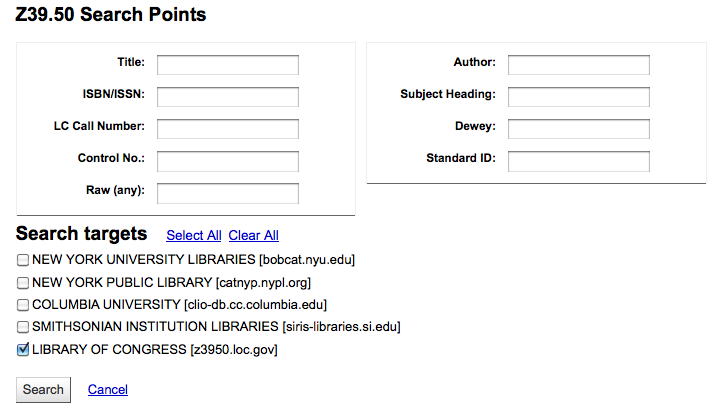 Z39.50 Search Points
Title:
ISBN/ISSN:
LC Call Number:
Control No.:
Raw (any):
Author:
Subject Heading:
Dewey:
Standard ID:
Search targets Select All Clear All
NEW YORK UNIVERSITY LIBRARIES [bobcat.nyu.edu]
NEW YORK PUBLIC LIBRARY [catnyp.nypl.org]
COLUMBIA UNIVERSITY [clio-db.cc.columbia.edu]
SMITHSONIAN INSTITUTION LIBRARIES [siris-libraries.si.edu]
LIBRARY OF CONGRESS [z3950.loc.gov]
Search Cancel